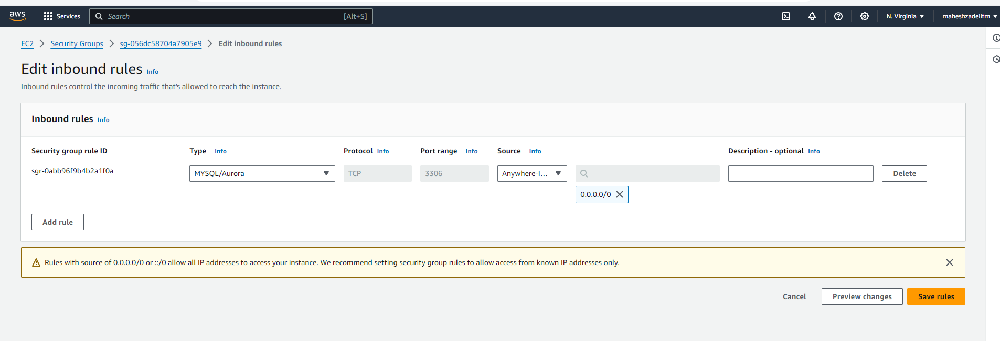 aws Services Search [Alt+S] N. Virginia maheshzadeiitm
EC2 Security Groups sg-056dc58704a7905e9 Edit inbound rules
Edit inbound rules Info
Inbound rules control the incoming traffic that's allowed to reach the instance.
Inbound rules Info
Security group rule ID Type Info Protocol Info Port range Info Source Info Description - optional Info
sgr-0abb96f9b4b2a1f0a MYSQL/Aurora TCP 3306 Anywhere-I... Delete
0.0.0.0/0
Add rule
Rules with source of 0.0.0.0/0 or ::/0 allow all IP addresses to access your instance. We recommend setting security group rules to allow access from known IP addresses only.
Cancel Preview changes Save rules